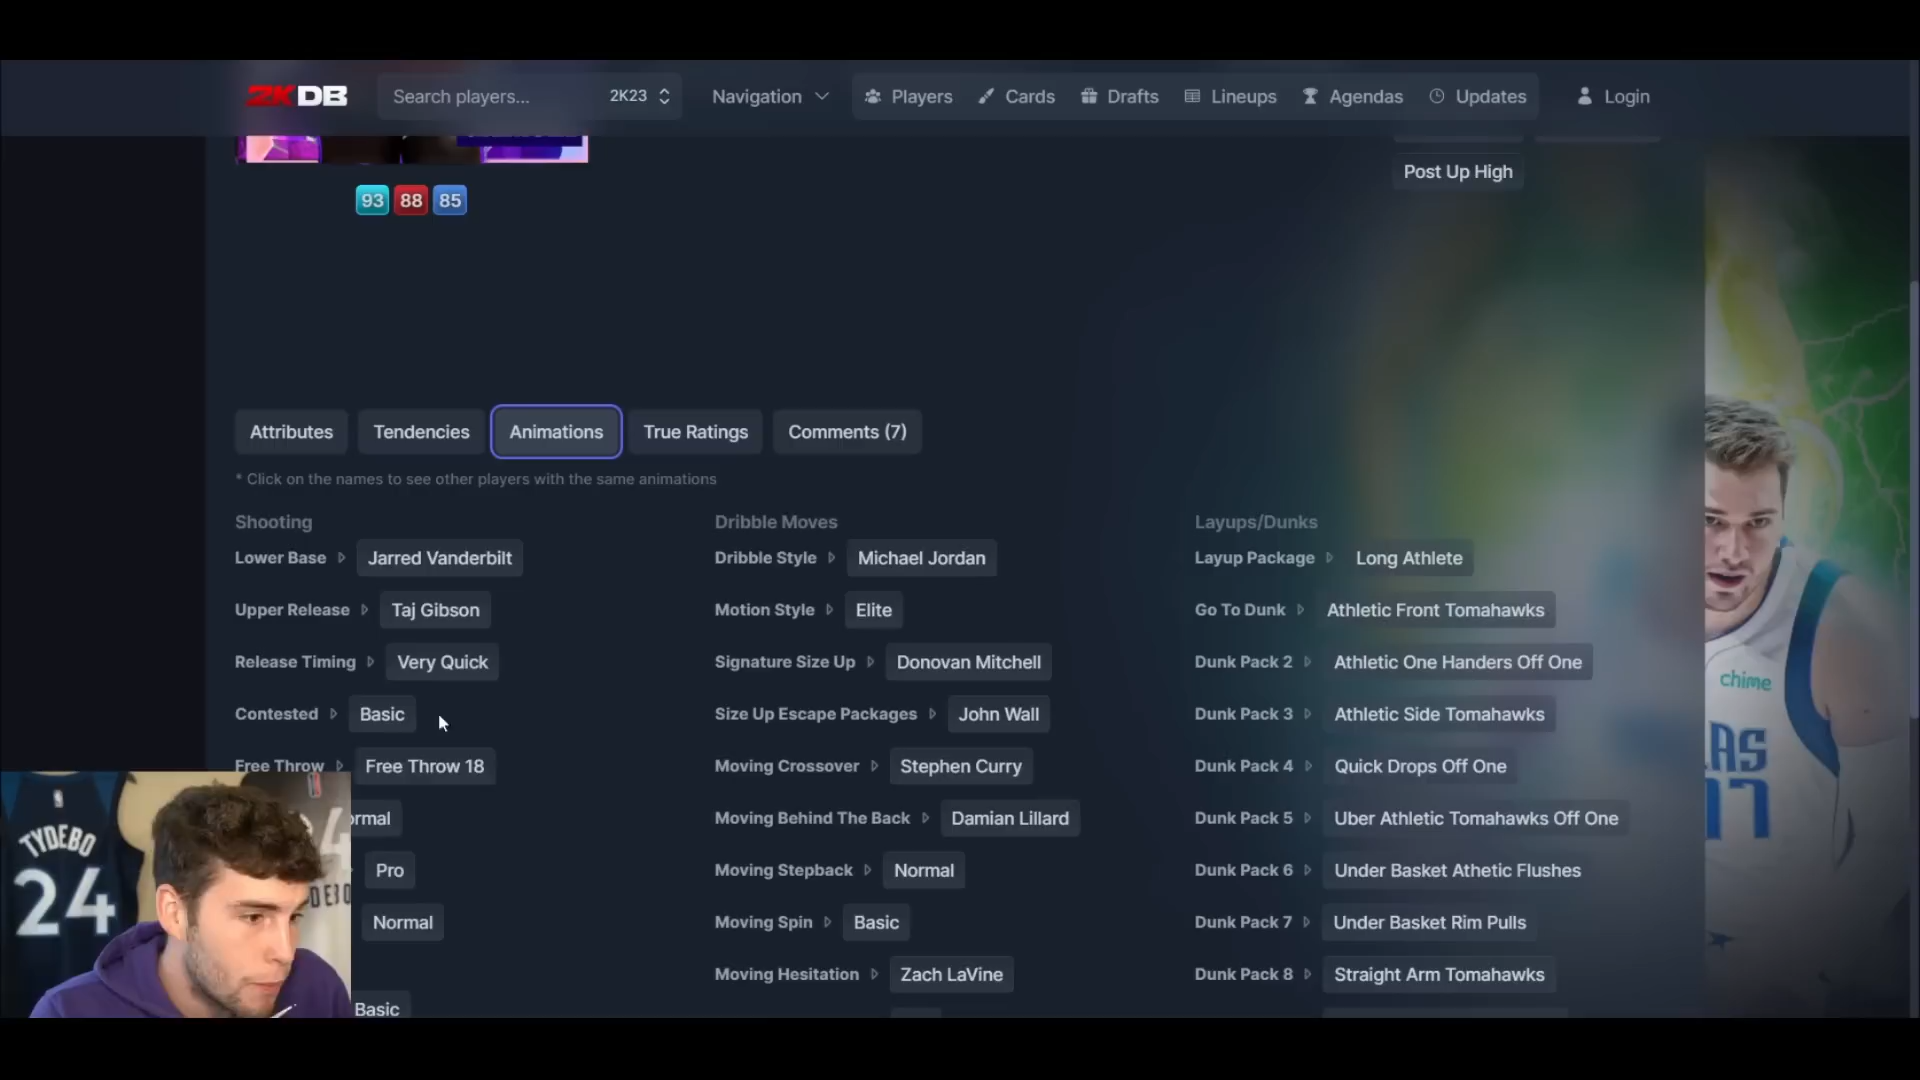 2KDB Search players... 2K23 Navigation Players Cards Drafts Lineups Agendas Updates Login
Post Up High
93 88 85
Attributes Tendencies Animations True Ratings Comments (7)
* Click on the names to see other players with the same animations
Shooting Dribble Moves Layups/Dunks
Lower Base Jarred Vanderbilt Dribble Style Michael Jordan Layup Package Long Athlete
Upper Release Taj Gibson Motion Style Elite Go To Dunk Athletic Front Tomahawks
Release Timing Very Quick Signature Size Up Donovan Mitchell Dunk Pack 2 Athletic One Handers Off One
Contested Basic Size Up Escape Packages John Wall Dunk Pack 3 Athletic Side Tomahawks
Free Throw Free Throw 18 Moving Crossover Stephen Curry Dunk Pack 4 Quick Drops Off One
ormal Moving Behind The Back Damian Lillard Dunk Pack 5 Uber Athletic Tomahawks Off One
Pro Moving Stepback Normal Dunk Pack 6 Under Basket Athetic Flushes
Normal Moving Spin Basic Dunk Pack 7 Under Basket Rim Pulls
Moving Hesitation Zach LaVine Dunk Pack 8 Straight Arm Tomahawks
Basic
TYDEBO
24
chime